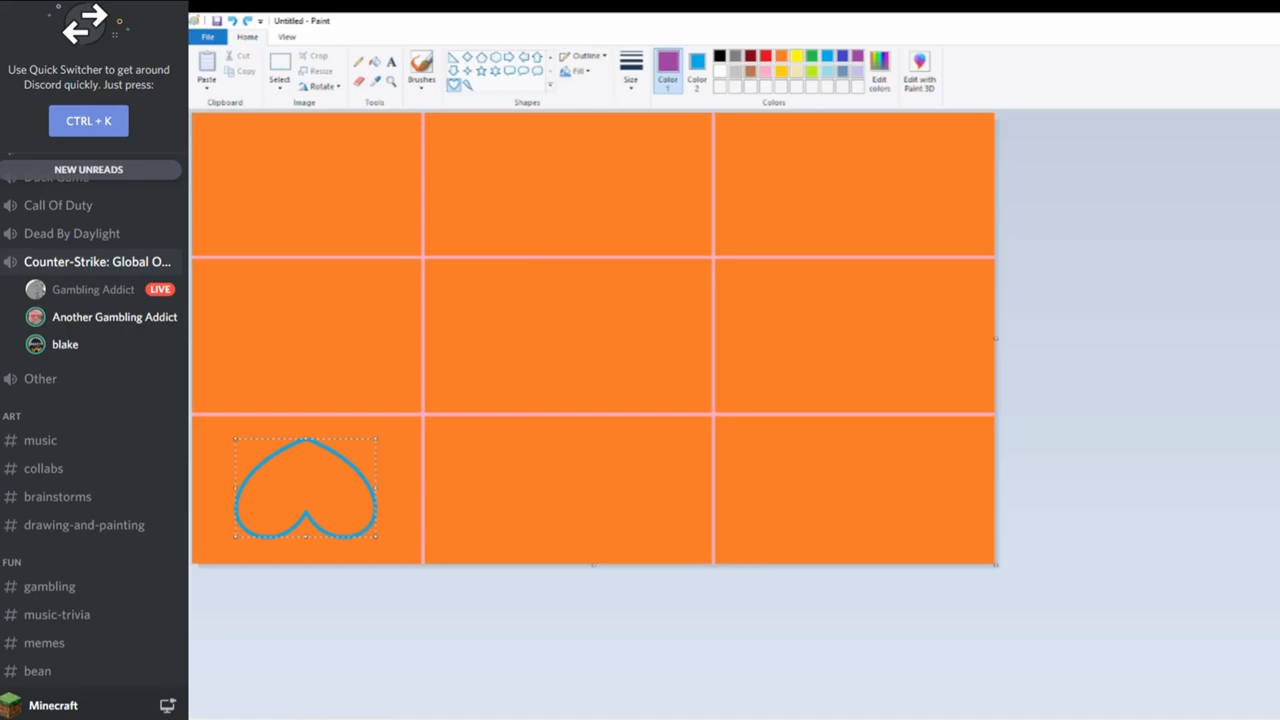 Use Quick Switcher to get around
Discord quickly. Just press:
CTRL + K
NEW UNREADS
Duck Game
Call Of Duty
Dead By Daylight
Counter-Strike: Global O...
Gambling Addict LIVE
Another Gambling Addict
blake
Other
ART
# music
# collabs
# brainstorms
# drawing-and-painting
FUN
# gambling
# music-trivia
# memes
# bean
Minecraft
Untitled - Paint
File Home View
Paste
Cut
Copy
Clipboard
Select
Crop
Resize
Rotate
Image
A
Tools
Brushes
Outline
Fill
Shapes
Size
Color
1
Color
2
Edit
colors
Colors
Edit with
Paint 3D